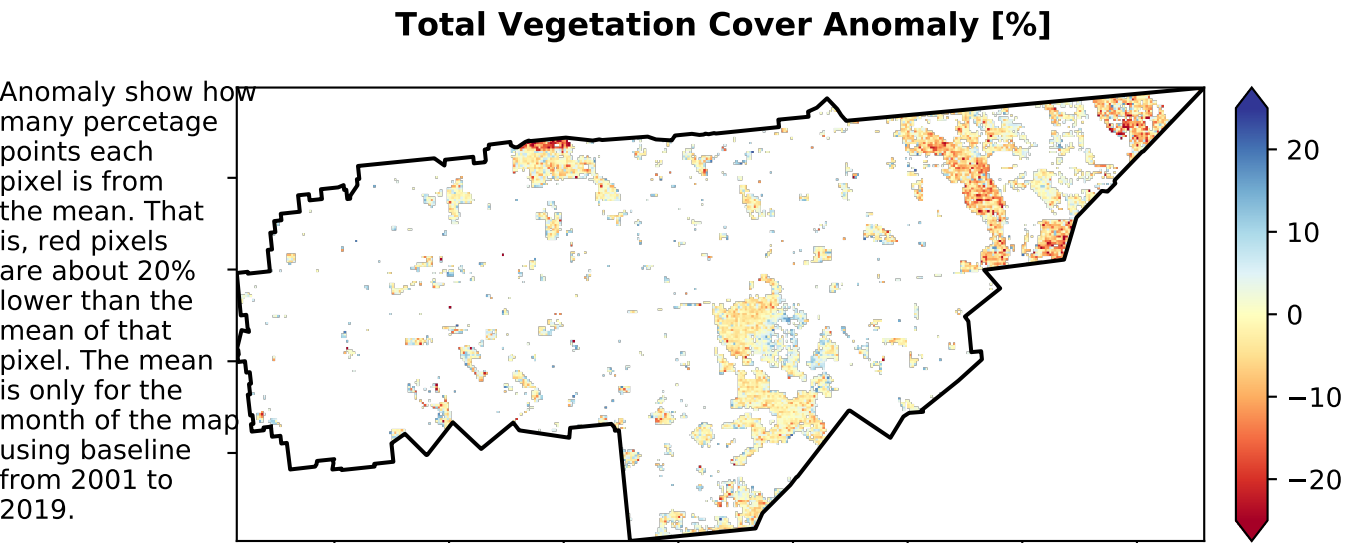 Total Vegetation Cover Anomaly [%]
Anomaly show how
many percetage
points each
pixel is from
the mean. That
is, red pixels
are about 20%
lower than the
mean of that
pixel. The mean
is only for the
month of the map
using baseline
from 2001 to
2019.
20
10
0
−10
−20